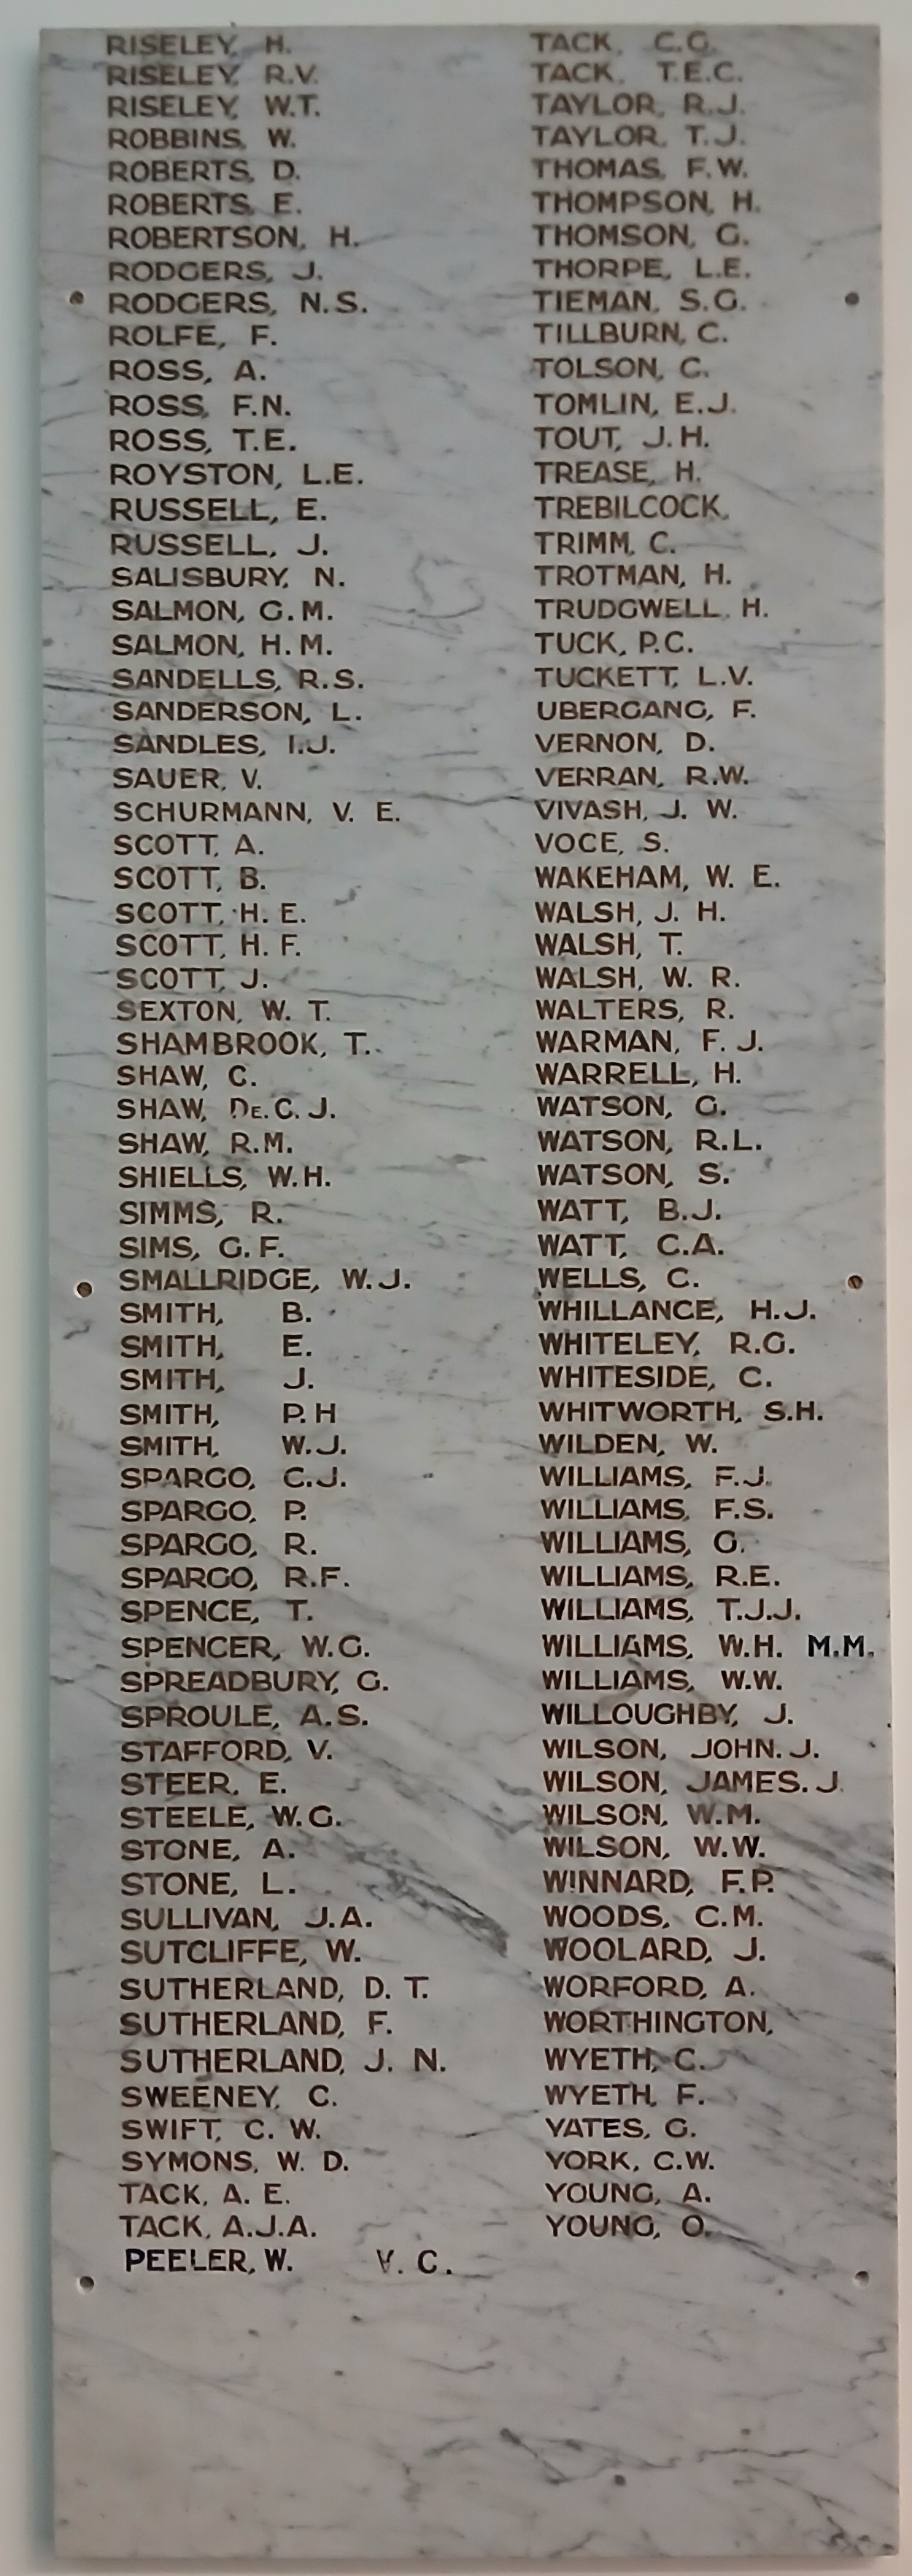 RISELEY, H.
RISELEY, R.V.
RISELEY, W.T.
ROBBINS, W.
ROBERTS, D.
ROBERTS, E.
ROBERTSON, H.
RODGERS, J.
RODGERS, N.S.
ROLFE, F.
ROSS, A.
ROSS, F.N.
ROSS, T.E.
ROYSTON, L.E.
RUSSELL, E.
RUSSELL, J.
SALISBURY, N.
SALMON, G.M.
SALMON, H.M.
SANDELLS, R.S.
SANDERSON, L.
SANDLES, I.J.
SAUER, V.
SCHURMANN, V. E.
SCOTT, A.
SCOTT, B.
SCOTT, H. E.
SCOTT, H. F.
SCOTT, J.
SEXTON, W. T.
SHAMBROOK, T.
SHAW, C.
SHAW, DE.C.J.
SHAW, R.M.
SHIELLS, W.H.
SIMMS, R.
SIMS, G.F.
SMALLRIDGE, W.J.
SMITH, B.
SMITH, E.
SMITH, J.
SMITH, P.H
SMITH, W.J.
SPARGO, C.J.
SPARGO, P.
SPARGO, R.
SPARGO, R.F.
SPENCE, T.
SPENCER, W.G.
SPREADBURY, G.
SPROULE, A.S.
STAFFORD, V.
STEER, E.
STEELE, W.G.
STONE, A.
STONE, L.
SULLIVAN, J.A.
SUTCLIFFE, W.
SUTHERLAND, D. T.
SUTHERLAND, F.
SUTHERLAND, J. N.
SWEENEY, C.
SWIFT, C. W.
SYMONS, W. D.
TACK, A. E.
TACK, A.J.A.
PEELER, W. V. C.
TACK, C.G.
TACK, T.E.C.
TAYLOR, R.J.
TAYLOR, T.J.
THOMAS, F.W.
THOMPSON, H.
THOMSON, G.
THORPE, L.E.
TIEMAN, S.G.
TILLBURN, C.
TOLSON, C.
TOMLIN, E.J.
TOUT, J.H.
TREASE, H.
TREBILCOCK,
TRIMM, C.
TROTMAN, H.
TRUDGWELL, H.
TUCK, P.C.
TUCKETT, L.V.
UBERGANG, F.
VERNON, D.
VERRAN, R.W.
VIVASH, J. W.
VOCE, S.
WAKEHAM, W. E.
WALSH, J. H.
WALSH, T.
WALSH, W. R.
WALTERS, R.
WARMAN, F. J.
WARRELL, H.
WATSON, G.
WATSON, R.L.
WATSON, S.
WATT, B.J.
WATT, C.A.
WELLS, C.
WHILLANCE, H.J.
WHITELEY, R.G.
WHITESIDE, C.
WHITWORTH, S.H.
WILDEN, W.
WILLIAMS, F.J.
WILLIAMS, F.S.
WILLIAMS, G.
WILLIAMS, R.E.
WILLIAMS, T.J.J.
WILLIAMS, W.H. M.M.
WILLIAMS, W.W.
WILLOUGHBY, J.
WILSON, JOHN. J.
WILSON, JAMES. J.
WILSON, W.M.
WILSON, W.W.
WINNARD, F.P.
WOODS, C.M.
WOOLARD, J.
WORFORD, A.
WORTHINGTON,
WYETH, C.
WYETH, F.
YATES, G.
YORK, C.W.
YOUNG, A.
YOUNG, O.